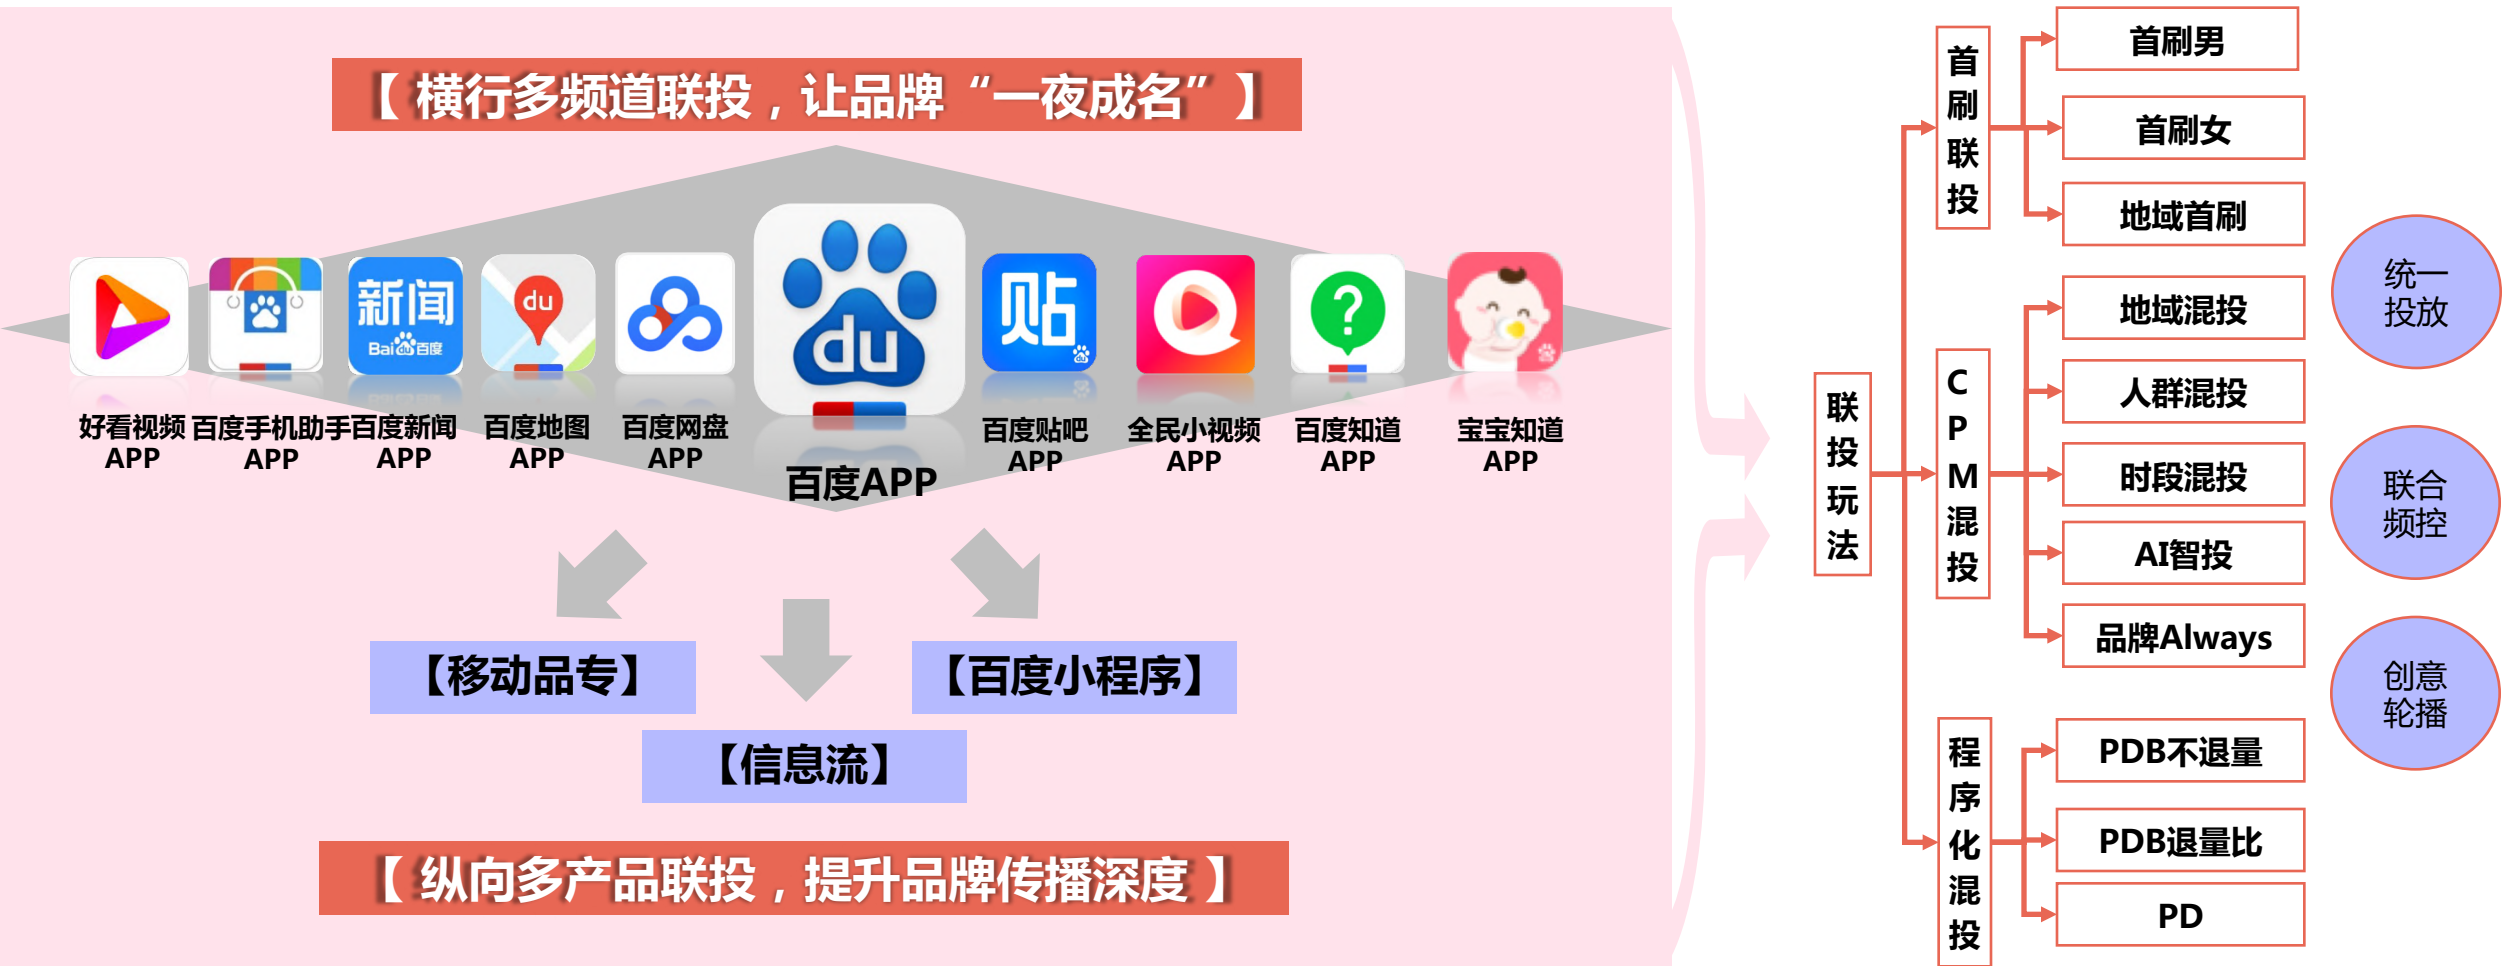 【 横行多频道联投，让品牌“一夜成名” 】
新闻
Bai du 百度
du
du
贴
du
?
好看视频
APP
百度手机助手
APP
百度新闻
APP
百度地图
APP
百度网盘
APP
百度APP
百度贴吧
APP
全民小视频
APP
百度知道
APP
宝宝知道
APP
【移动品专】
【信息流】
【百度小程序】
【 纵向多产品联投，提升品牌传播深度 】
联投玩法
首刷联投
首刷男
首刷女
地域首刷
CPM混投
地域混投
人群混投
时段混投
AI智投
品牌Always
程序化混投
PDB不退量
PDB退量比
PD
统一
投放
联合
频控
创意
轮播